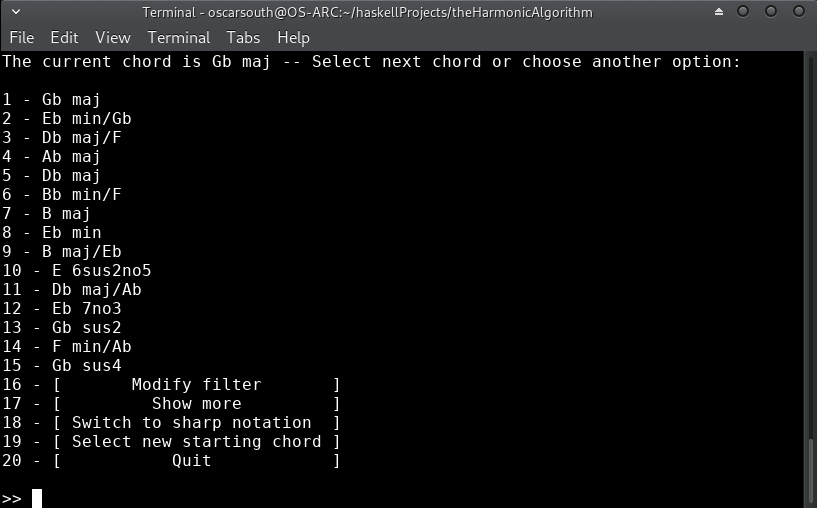 Terminal - oscarsouth@OS-ARC:~/haskellProjects/theHarmonicAlgorithm
File Edit View Terminal Tabs Help
The current chord is Gb maj -- Select next chord or choose another option:
1 - Gb maj
2 - Eb min/Gb
3 - Db maj/F
4 - Ab maj
5 - Db maj
6 - Bb min/F
7 - B maj
8 - Eb min
9 - B maj/Eb
10 - E 6sus2no5
11 - Db maj/Ab
12 - Eb 7no3
13 - Gb sus2
14 - F min/Ab
15 - Gb sus4
16 - [       Modify filter       ]
17 - [         Show more         ]
18 - [ Switch to sharp notation  ]
19 - [ Select new starting chord ]
20 - [           Quit            ]
>>